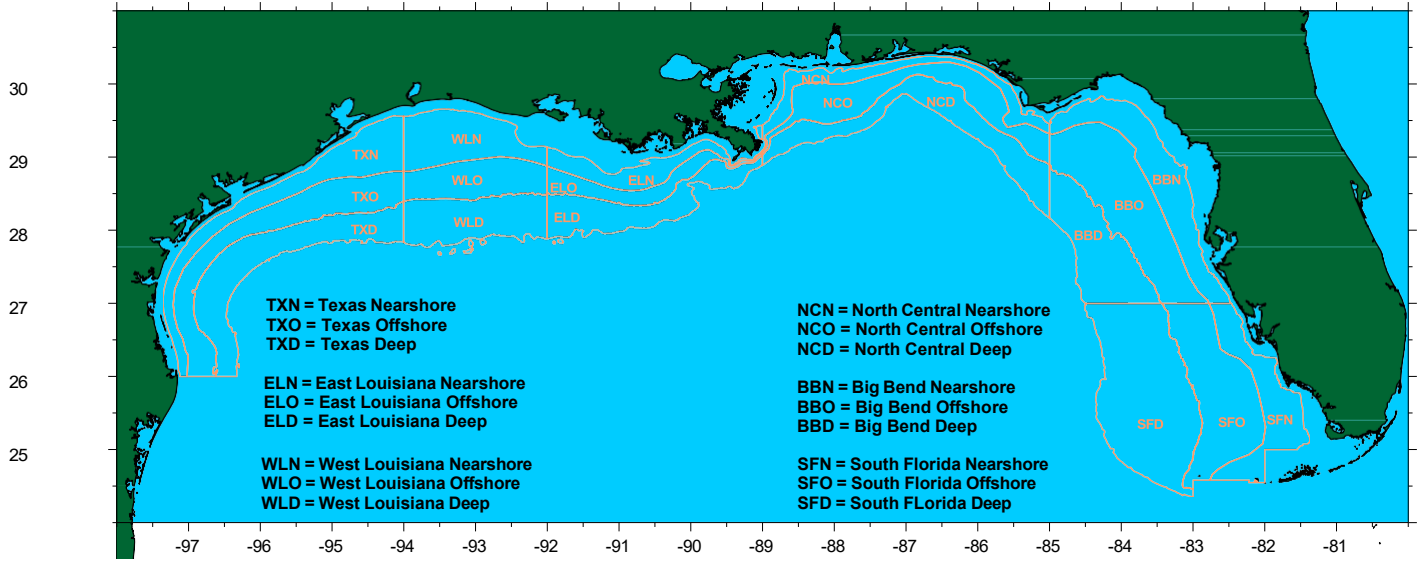 30
29
28
27
26
25
NCN
NCO
NCD
WLN
TXN
WLO
ELN
ELO
TXO
BBN
BBO
ELD
WLD
TXD
BBD
TXN = Texas Nearshore
TXO = Texas Offshore
TXD = Texas Deep
ELN = East Louisiana Nearshore
ELO = East Louisiana Offshore
ELD = East Louisiana Deep
WLN = West Louisiana Nearshore
WLO = West Louisiana Offshore
WLD = West Louisiana Deep
NCN = North Central Nearshore
NCO = North Central Offshore
NCD = North Central Deep
BBN = Big Bend Nearshore
BBO = Big Bend Offshore
BBD = Big Bend Deep
SFN = South Florida Nearshore
SFO = South Florida Offshore
SFD = South FLorida Deep
SFD
SFO
SFN
-97 -96 -95 -94 -93 -92 -91 -90 -89 -88 -87 -86 -85 -84 -83 -82 -81